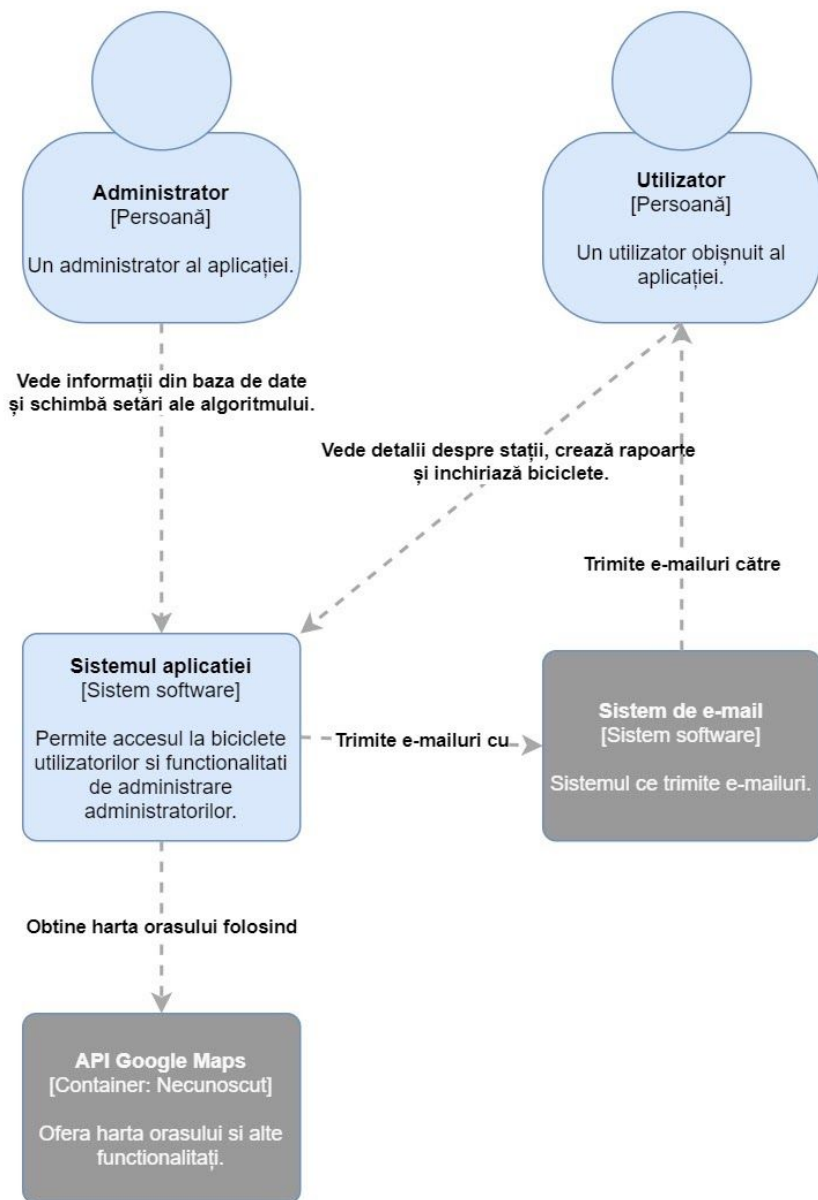 Administrator
[Persoană]
Un administrator al aplicației.
Utilizator
[Persoană]
Un utilizator obișnuit al
aplicației.
Vede informații din baza de date
și schimbă setări ale algoritmului.
Vede detalii despre stații, crează rapoarte
și inchiriază biciclete.
Trimite e-mailuri către
Sistemul aplicatiei
[Sistem software]
Permite accesul la biciclete
utilizatorilor si functionalitati
de administrare
administratorilor.
Trimite e-mailuri cu
Sistem de e-mail
[Sistem software]
Sistemul ce trimite e-mailuri.
Obtine harta orasului folosind
API Google Maps
[Container: Necunoscut]
Ofera harta orasului si alte
functionalitați.